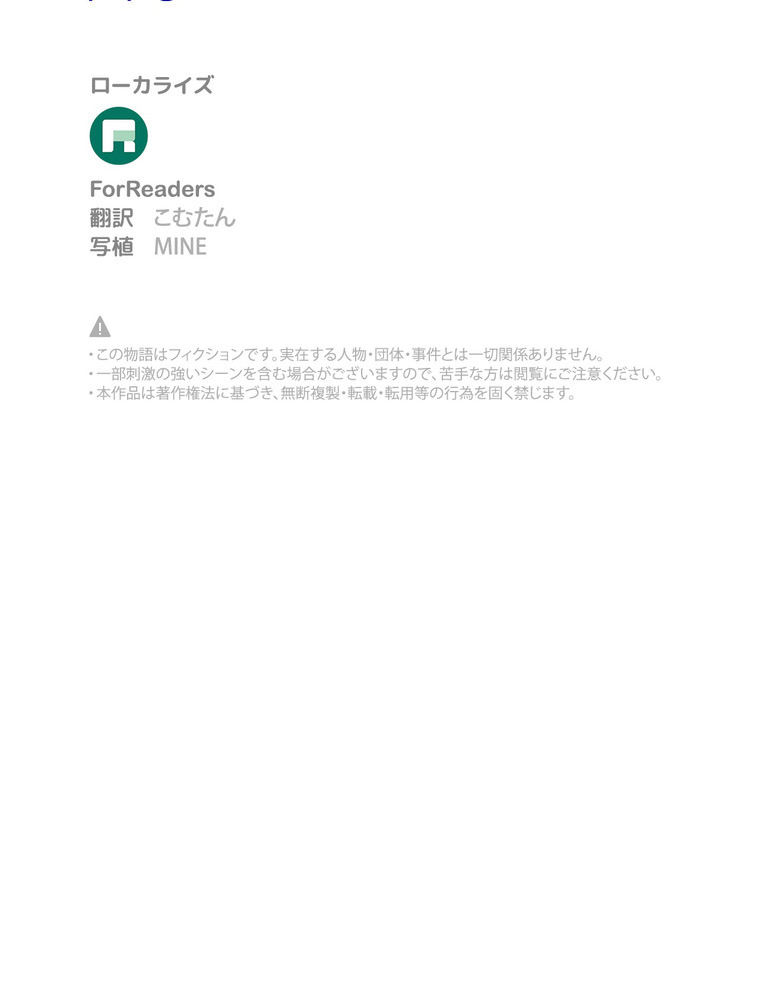 ローカライズ
ForReaders
翻訳 こむたん
写植 MINE
・この物語はフィクションです。実在する人物・団体・事件とは一切関係ありません。
・一部刺激の強いシーンを含む場合がございますので、苦手な方は閲覧にご注意ください。
・本作品は著作権法に基づき、無断複製・転載・転用等の行為を固く禁じます。